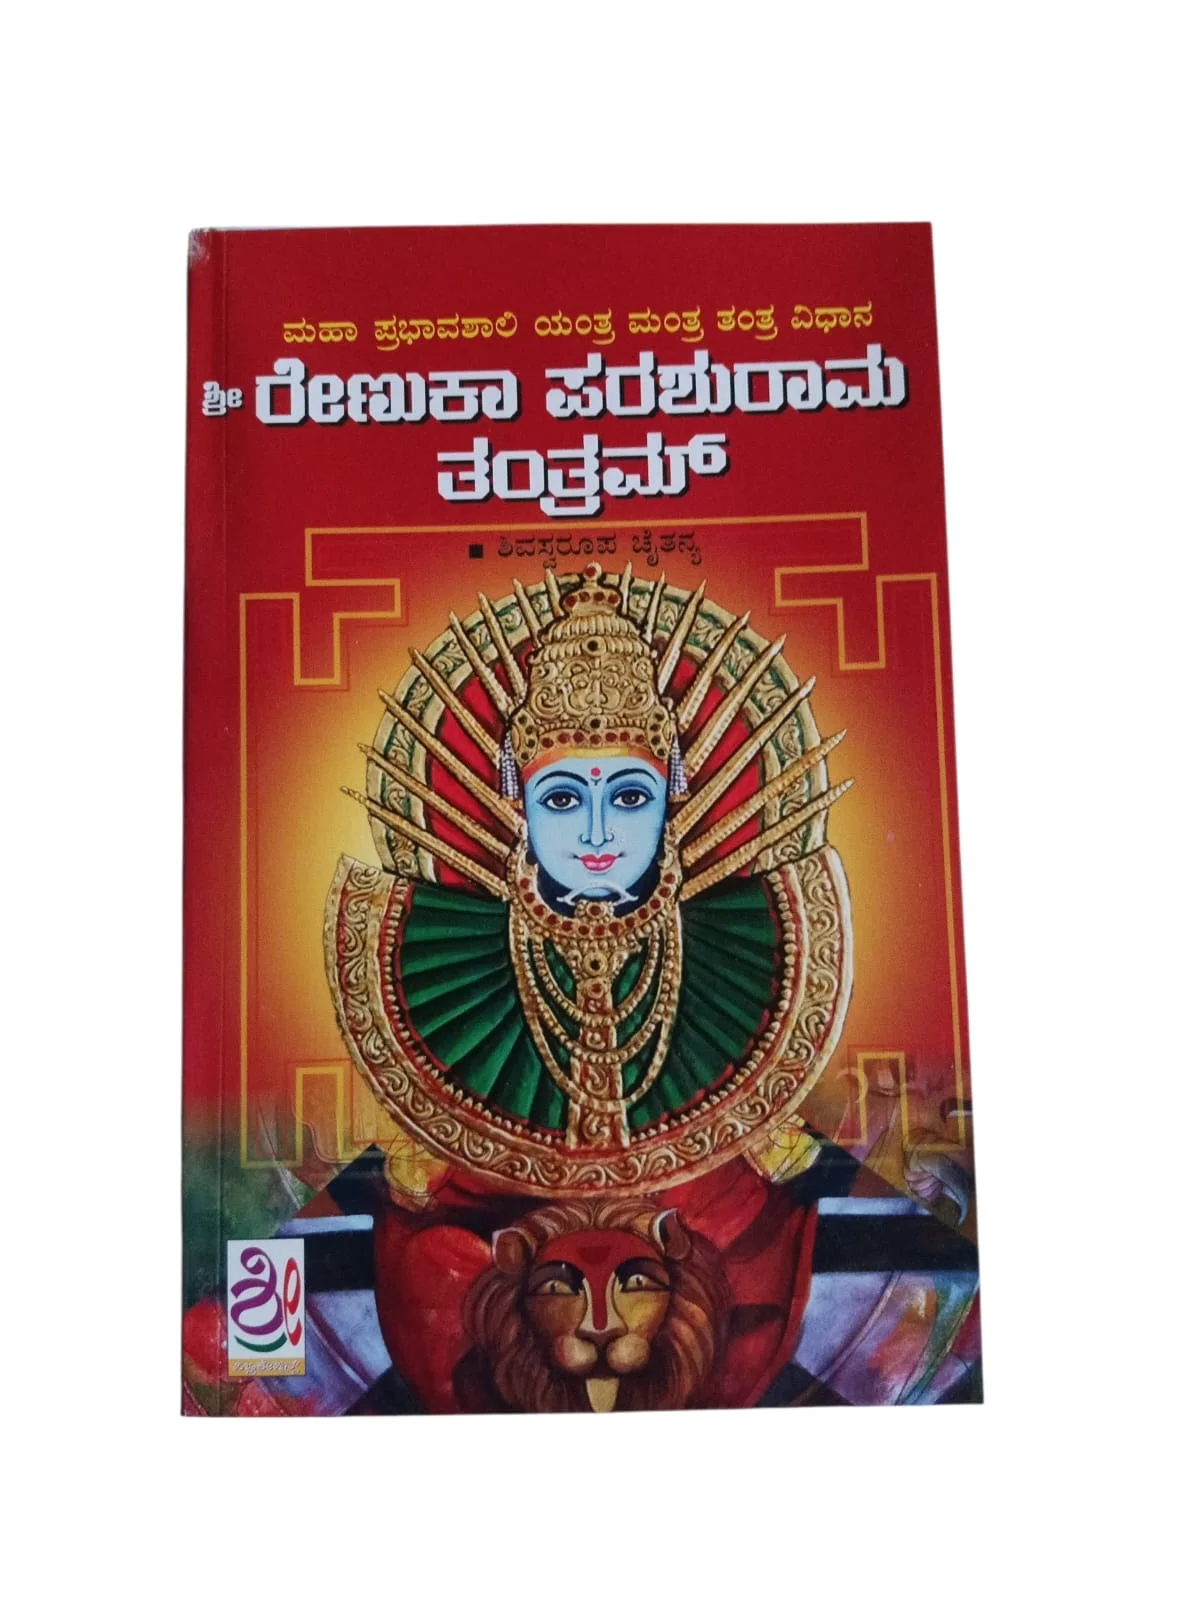 ಮಹಾ ಪ್ರಭಾವಶಾಲಿ ಯಂತ್ರ ಮಂತ್ರ ತಂತ್ರ ವಿಧಾನ
ಶ್ರೀ ರೇಣುಕಾ ಪರಶುರಾಮ
ತಂತ್ರಮ್
■ ಶಿವಸ್ವರೂಪ ಚೈತನ್ಯ
ಶ್ರೀ